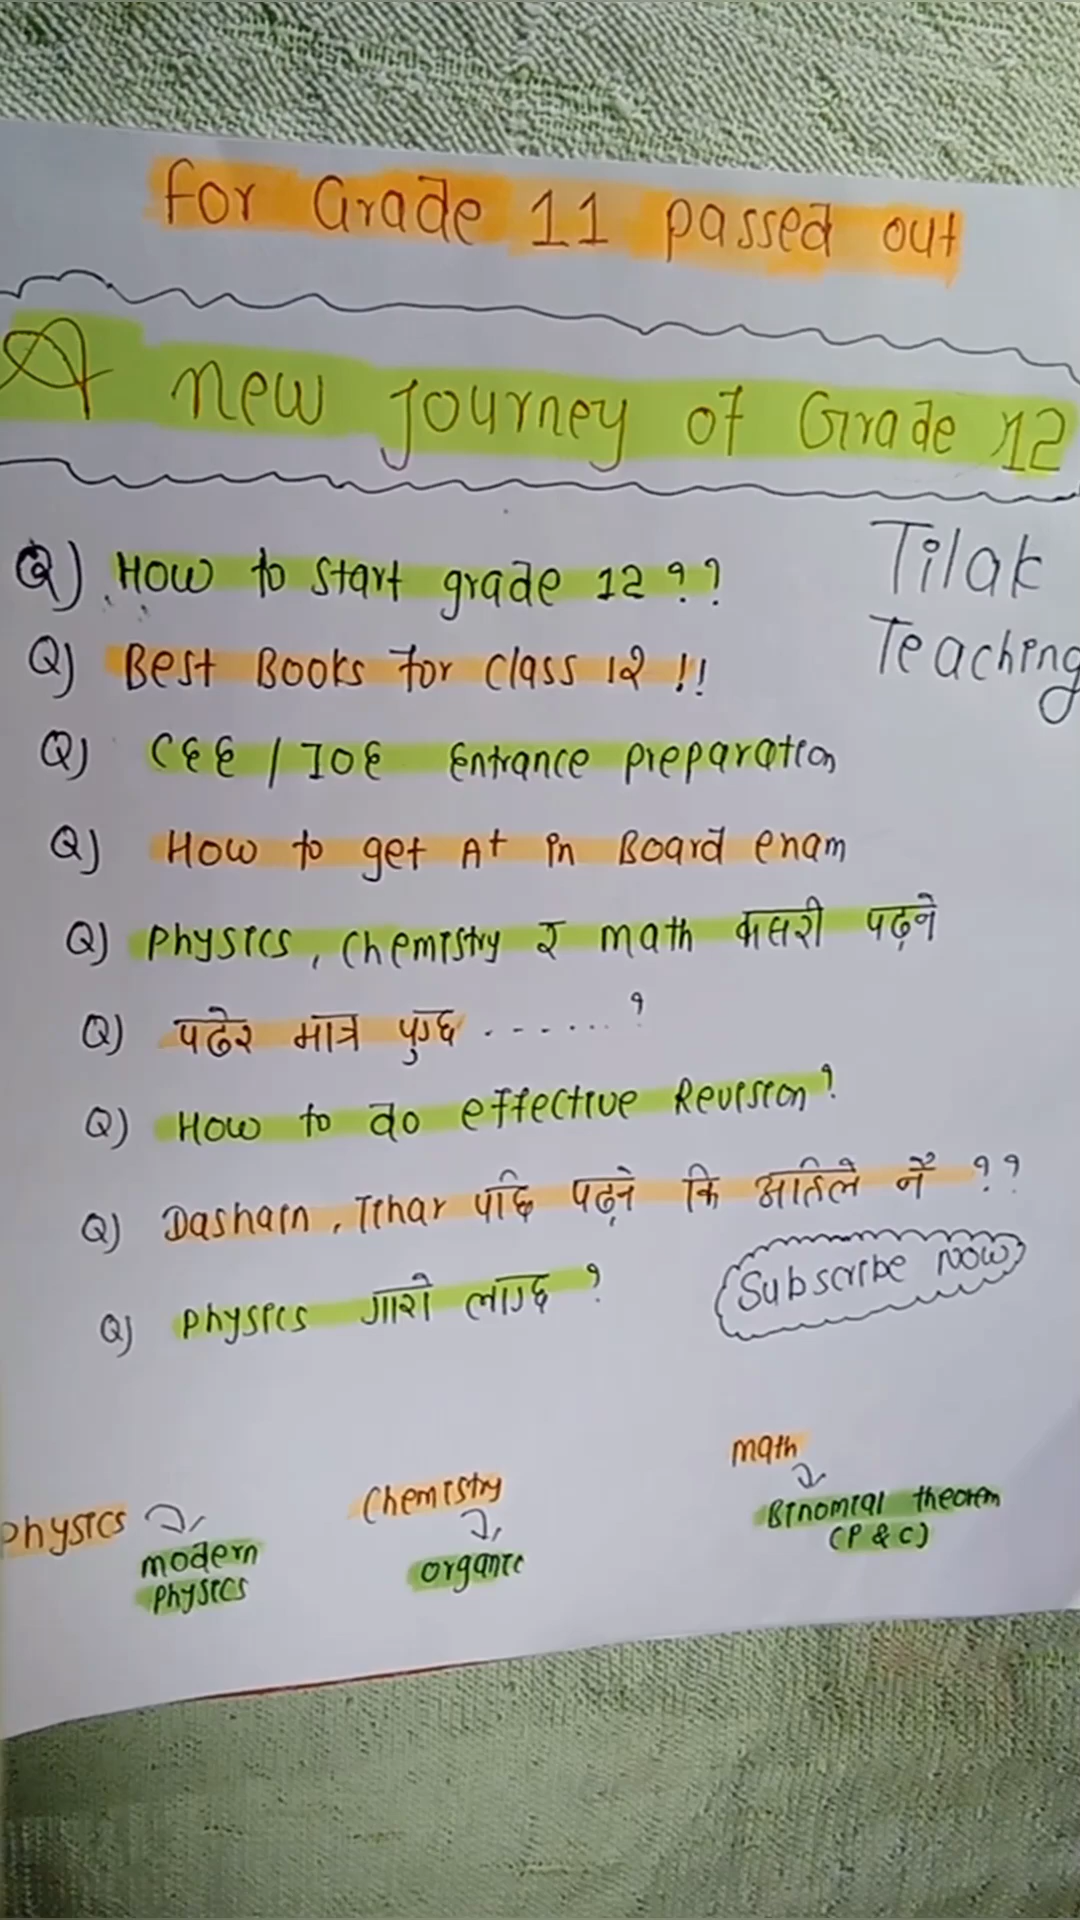 For Grade 11 passed out
A new journey of Grade 12
Q) How to start grade 12 ??
Tilak
Teaching
Q) Best Books for class 12 !!
Q) CEE / IOE Entrance preparation
Q) How to get A+ in Board enam
Q) Physics, Chemistry र math कसरी पढ्ने
Q) पढेर मात्र पुग्छ .......?
Q) How to do effective Revision?
Q) Dashain, Tihar पछि पढ्ने कि अहिले नै ??
Q) Physics गारो लाग्छ ?
Subscribe Now
Physics
modern
Physics
Chemistry
organic
math
Binomial theorem
(P & C)